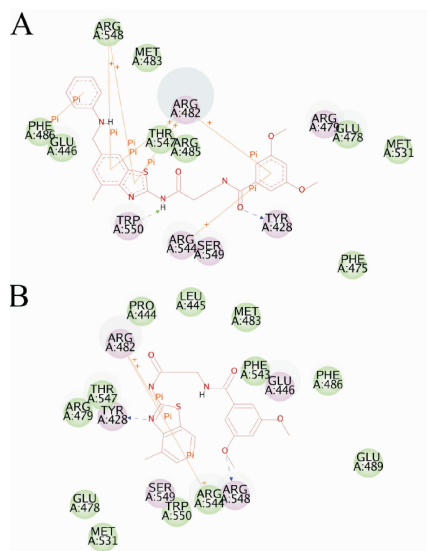 A
ARG
A:548
MET
A:483
ARG
A:482
PHE
A:486
GLU
A:446
THR
A:547
ARG
A:485
ARG
A:479
GLU
A:478
MET
A:531
N
H
Pi
Pi
Pi
Pi
Pi
Pi
Pi
S
N
NH
H
O
N
O
O
O
TRP
A:550
ARG
A:544
SER
A:549
TYR
A:428
PHE
A:475
B
PRO
A:444
LEU
A:445
MET
A:483
ARG
A:482
O
N
H
O
PHE
A:543
GLU
A:446
PHE
A:486
THR
A:547
ARG
A:479
TYR
A:428
N
Pi
S
N
Pi
Pi
O
O
GLU
A:489
GLU
A:478
SER
A:549
TRP
A:550
ARG
A:544
ARG
A:548
MET
A:531